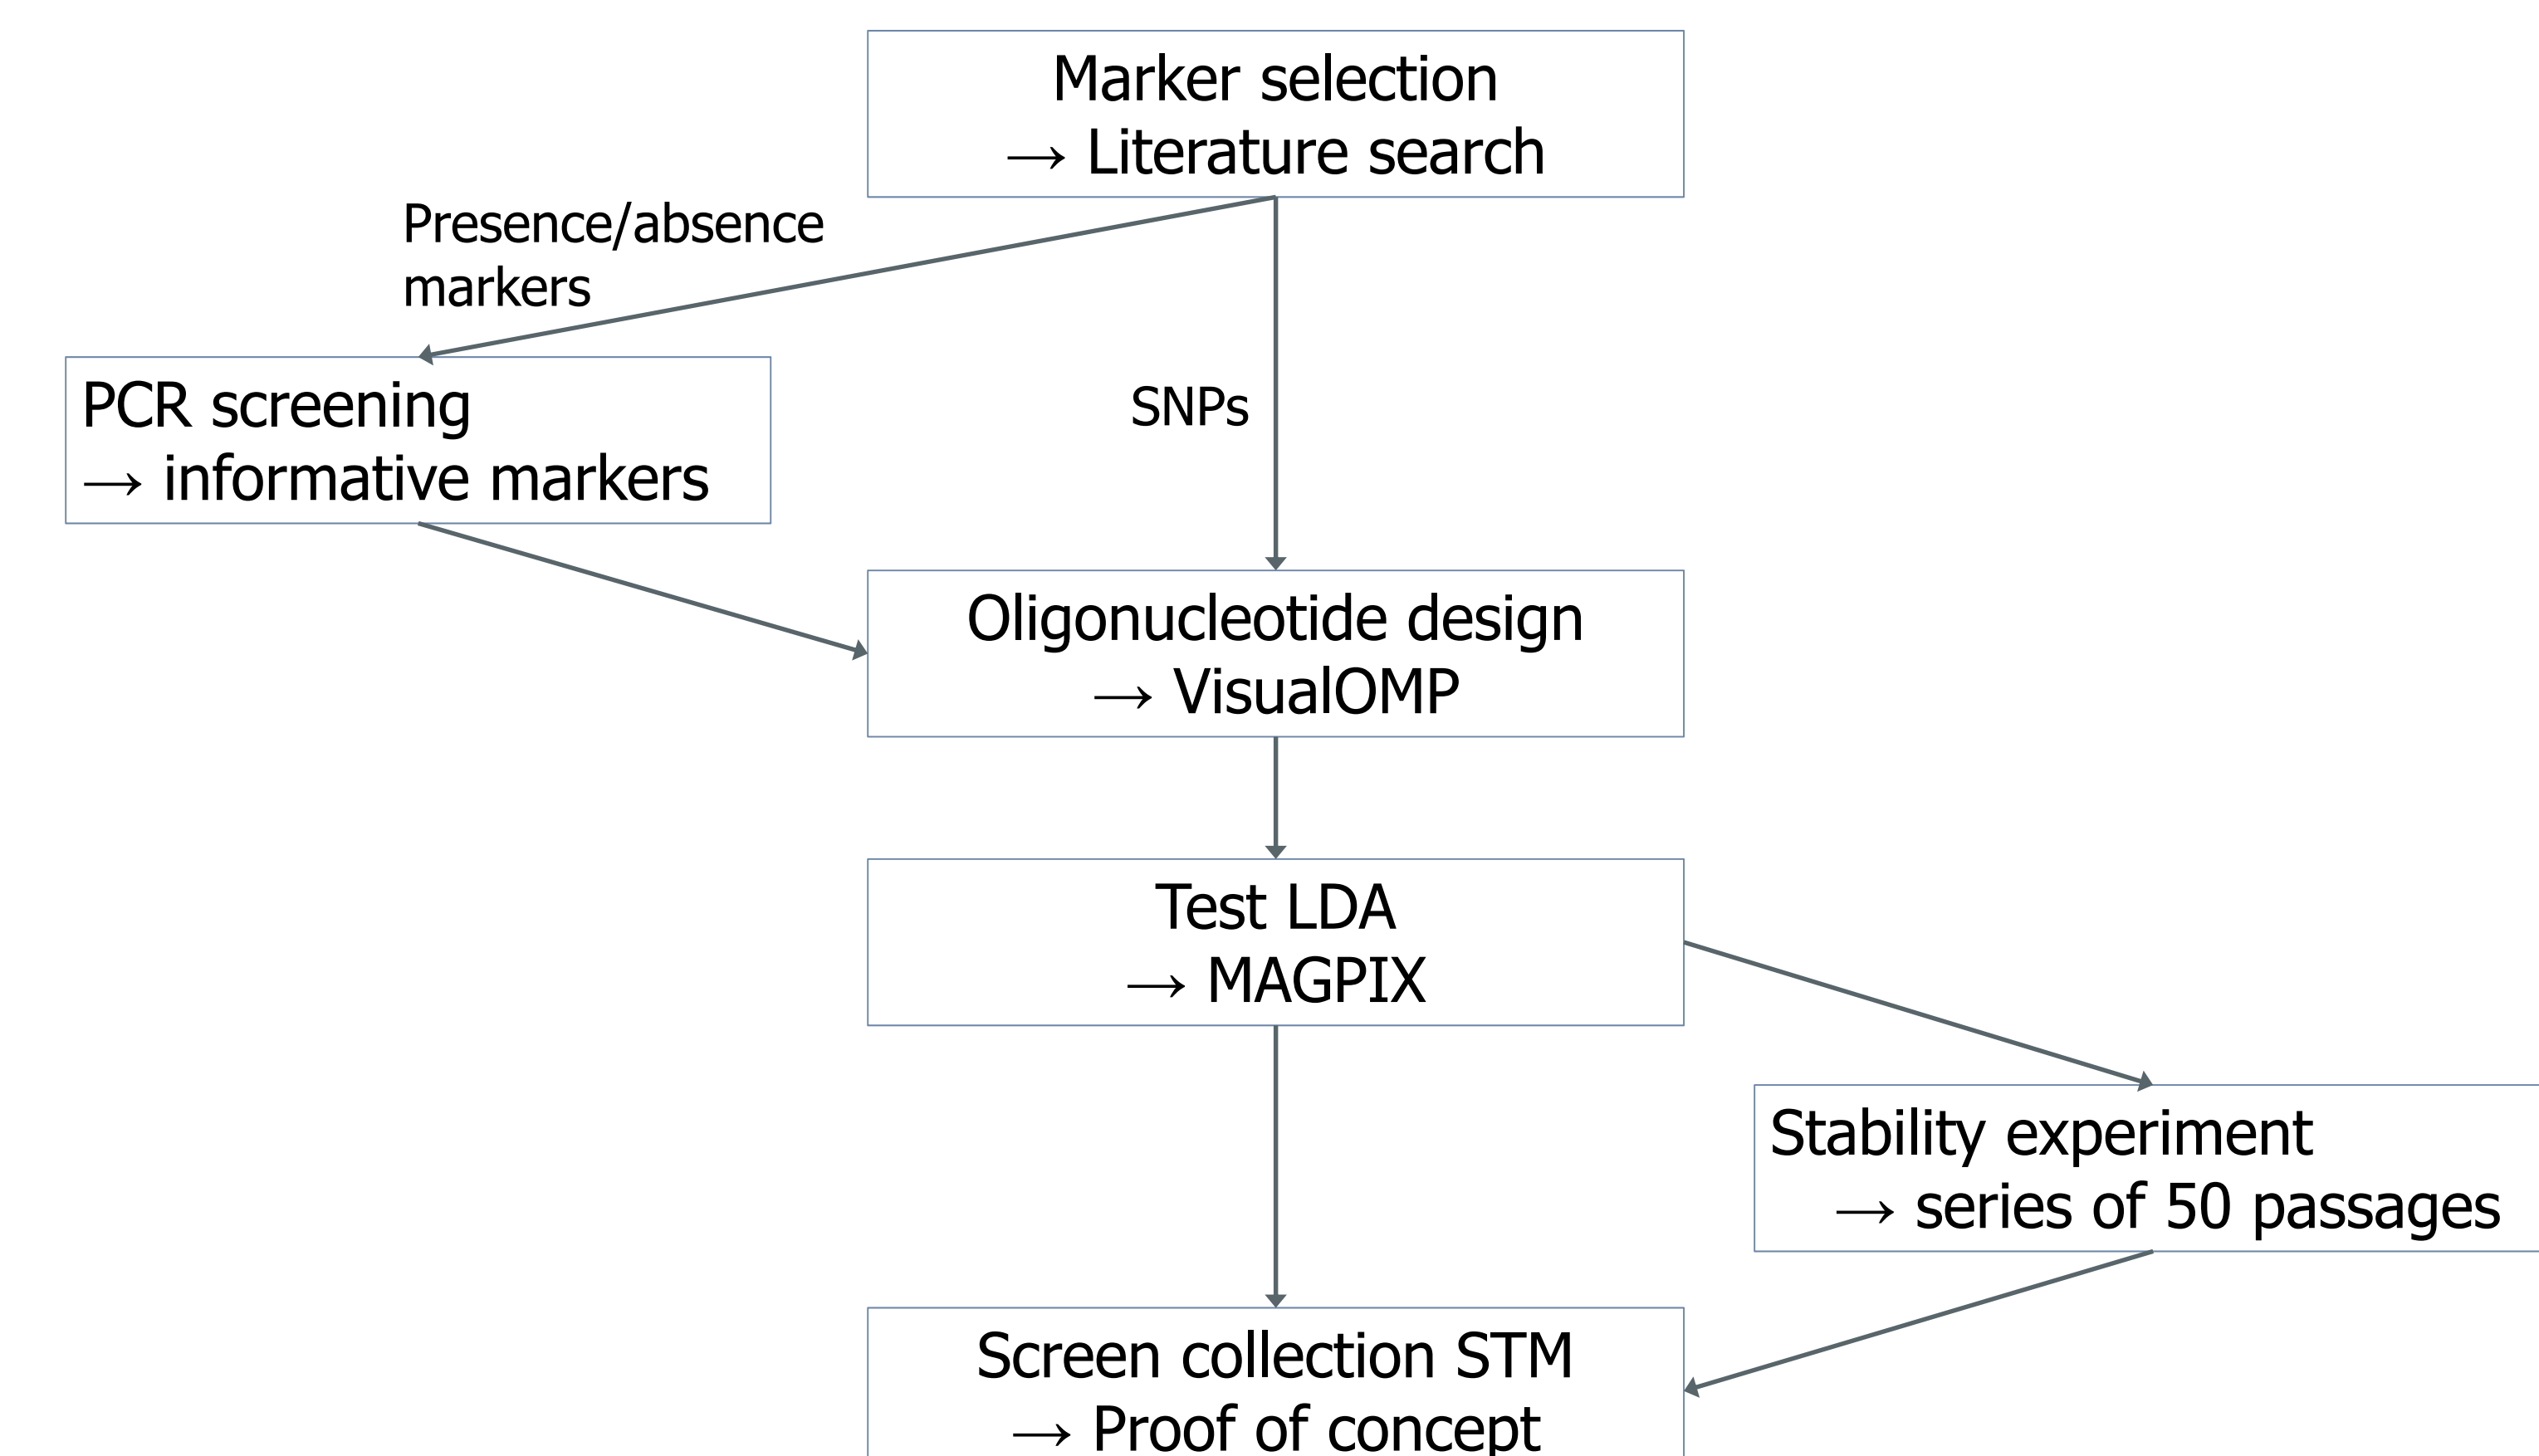 Marker selection
→ Literature search
Presence/absence
markers
PCR screening
→ informative markers
SNPs
Oligonucleotide design
→ VisualOMP
Test LDA
→ MAGPIX
Stability experiment
→ series of 50 passages
Screen collection STM
→ Proof of concept